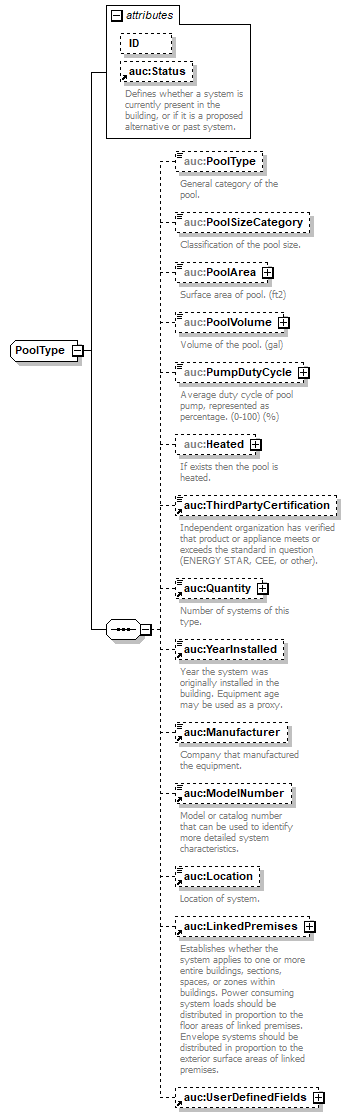 attributes
ID
auc:Status
Defines whether a system is
currently present in the
building, or if it is a proposed
alternative or past system.
auc:PoolType
General category of the
pool.
auc:PoolSizeCategory
Classification of the pool size.
auc:PoolArea
Surface area of pool. (ft2)
PoolType
auc:PoolVolume
Volume of the pool. (gal)
auc:PumpDutyCycle
Average duty cycle of pool
pump, represented as
percentage. (0-100) (%)
auc:Heated
If exists then the pool is
heated.
auc:ThirdPartyCertification
Independent organization has verified
that product or appliance meets or
exceeds the standard in question
(ENERGY STAR, CEE, or other).
auc:Quantity
Number of systems of this
type.
auc:YearInstalled
Year the system was
originally installed in the
building. Equipment age
may be used as a proxy.
auc:Manufacturer
Company that manufactured
the equipment.
auc:ModelNumber
Model or catalog number
that can be used to identify
more detailed system
characteristics.
auc:Location
Location of system.
auc:LinkedPremises
Establishes whether the
system applies to one or more
entire buildings, sections,
spaces, or zones within
buildings. Power consuming
system loads should be
distributed in proportion to the
floor areas of linked premises.
Envelope systems should be
distributed in proportion to the
exterior surface areas of linked
premises.
auc:UserDefinedFields